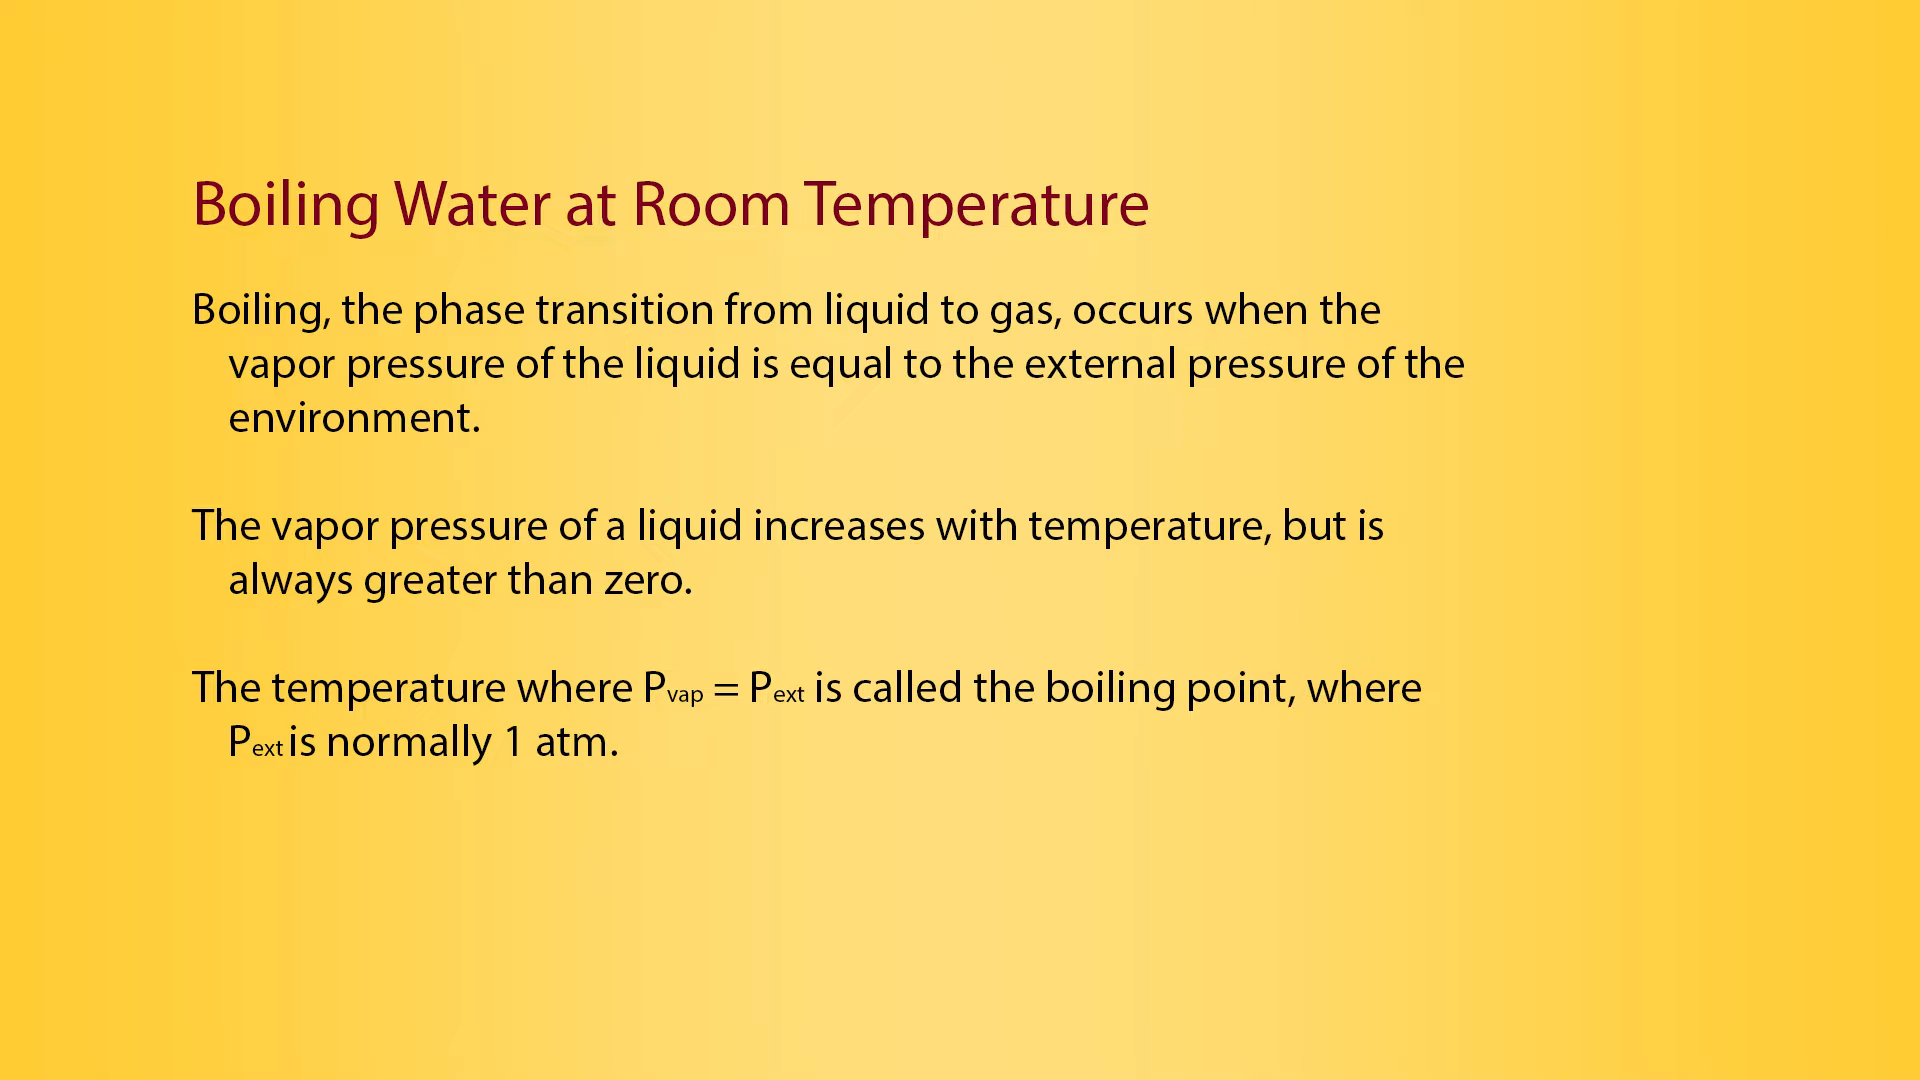 Boiling Water at Room Temperature
Boiling, the phase transition from liquid to gas, occurs when the
vapor pressure of the liquid is equal to the external pressure of the
environment.
The vapor pressure of a liquid increases with temperature, but is
always greater than zero.
The temperature where Pvap = Pext is called the boiling point, where
Pext is normally 1 atm.